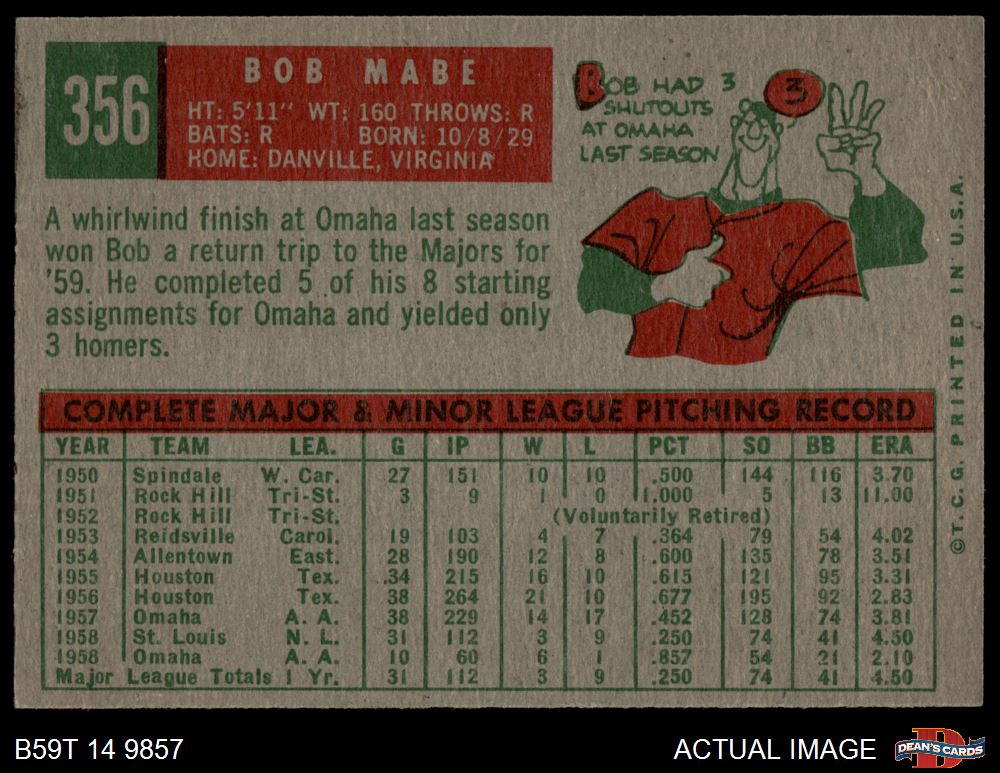 356
BOB MABE
HT: 5'11" WT: 160 THROWS: R
BATS: R BORN: 10/8/29
HOME: DANVILLE, VIRGINIA
BOB HAD 3
SHUTOUTS
AT OMAHA
LAST SEASON
3
A whirlwind finish at Omaha last season
won Bob a return trip to the Majors for
'59. He completed 5 of his 8 starting
assignments for Omaha and yielded only
3 homers.
COMPLETE MAJOR & MINOR LEAGUE PITCHING RECORD
YEAR TEAM LEA. G IP W L PCT SO BB ERA
1950 Spindale W. Car. 27 151 10 10 .500 144 116 3.70
1951 Rock Hill Tri-St. 3 9 1 0 1.000 5 13 11.00
1952 Rock Hill Tri-St. (Voluntarily Retired)
1953 Reidsville Carol. 19 103 4 7 .364 79 54 4.02
1954 Allentown East. 28 190 12 8 .600 135 78 3.51
1955 Houston Tex. 34 215 16 10 .615 121 95 3.31
1956 Houston Tex. 38 264 21 10 .677 195 92 2.83
1957 Omaha A. A. 38 229 14 17 .452 128 74 3.81
1958 St. Louis N. L. 31 112 3 9 .250 74 41 4.50
1958 Omaha A. A. 10 60 6 1 .857 54 21 2.10
Major League Totals 1 Yr. 31 112 3 9 .250 74 41 4.50
©T. C. G. PRINTED IN U.S.A.
B59T 14 9857
ACTUAL IMAGE
D
DEAN'S CARDS